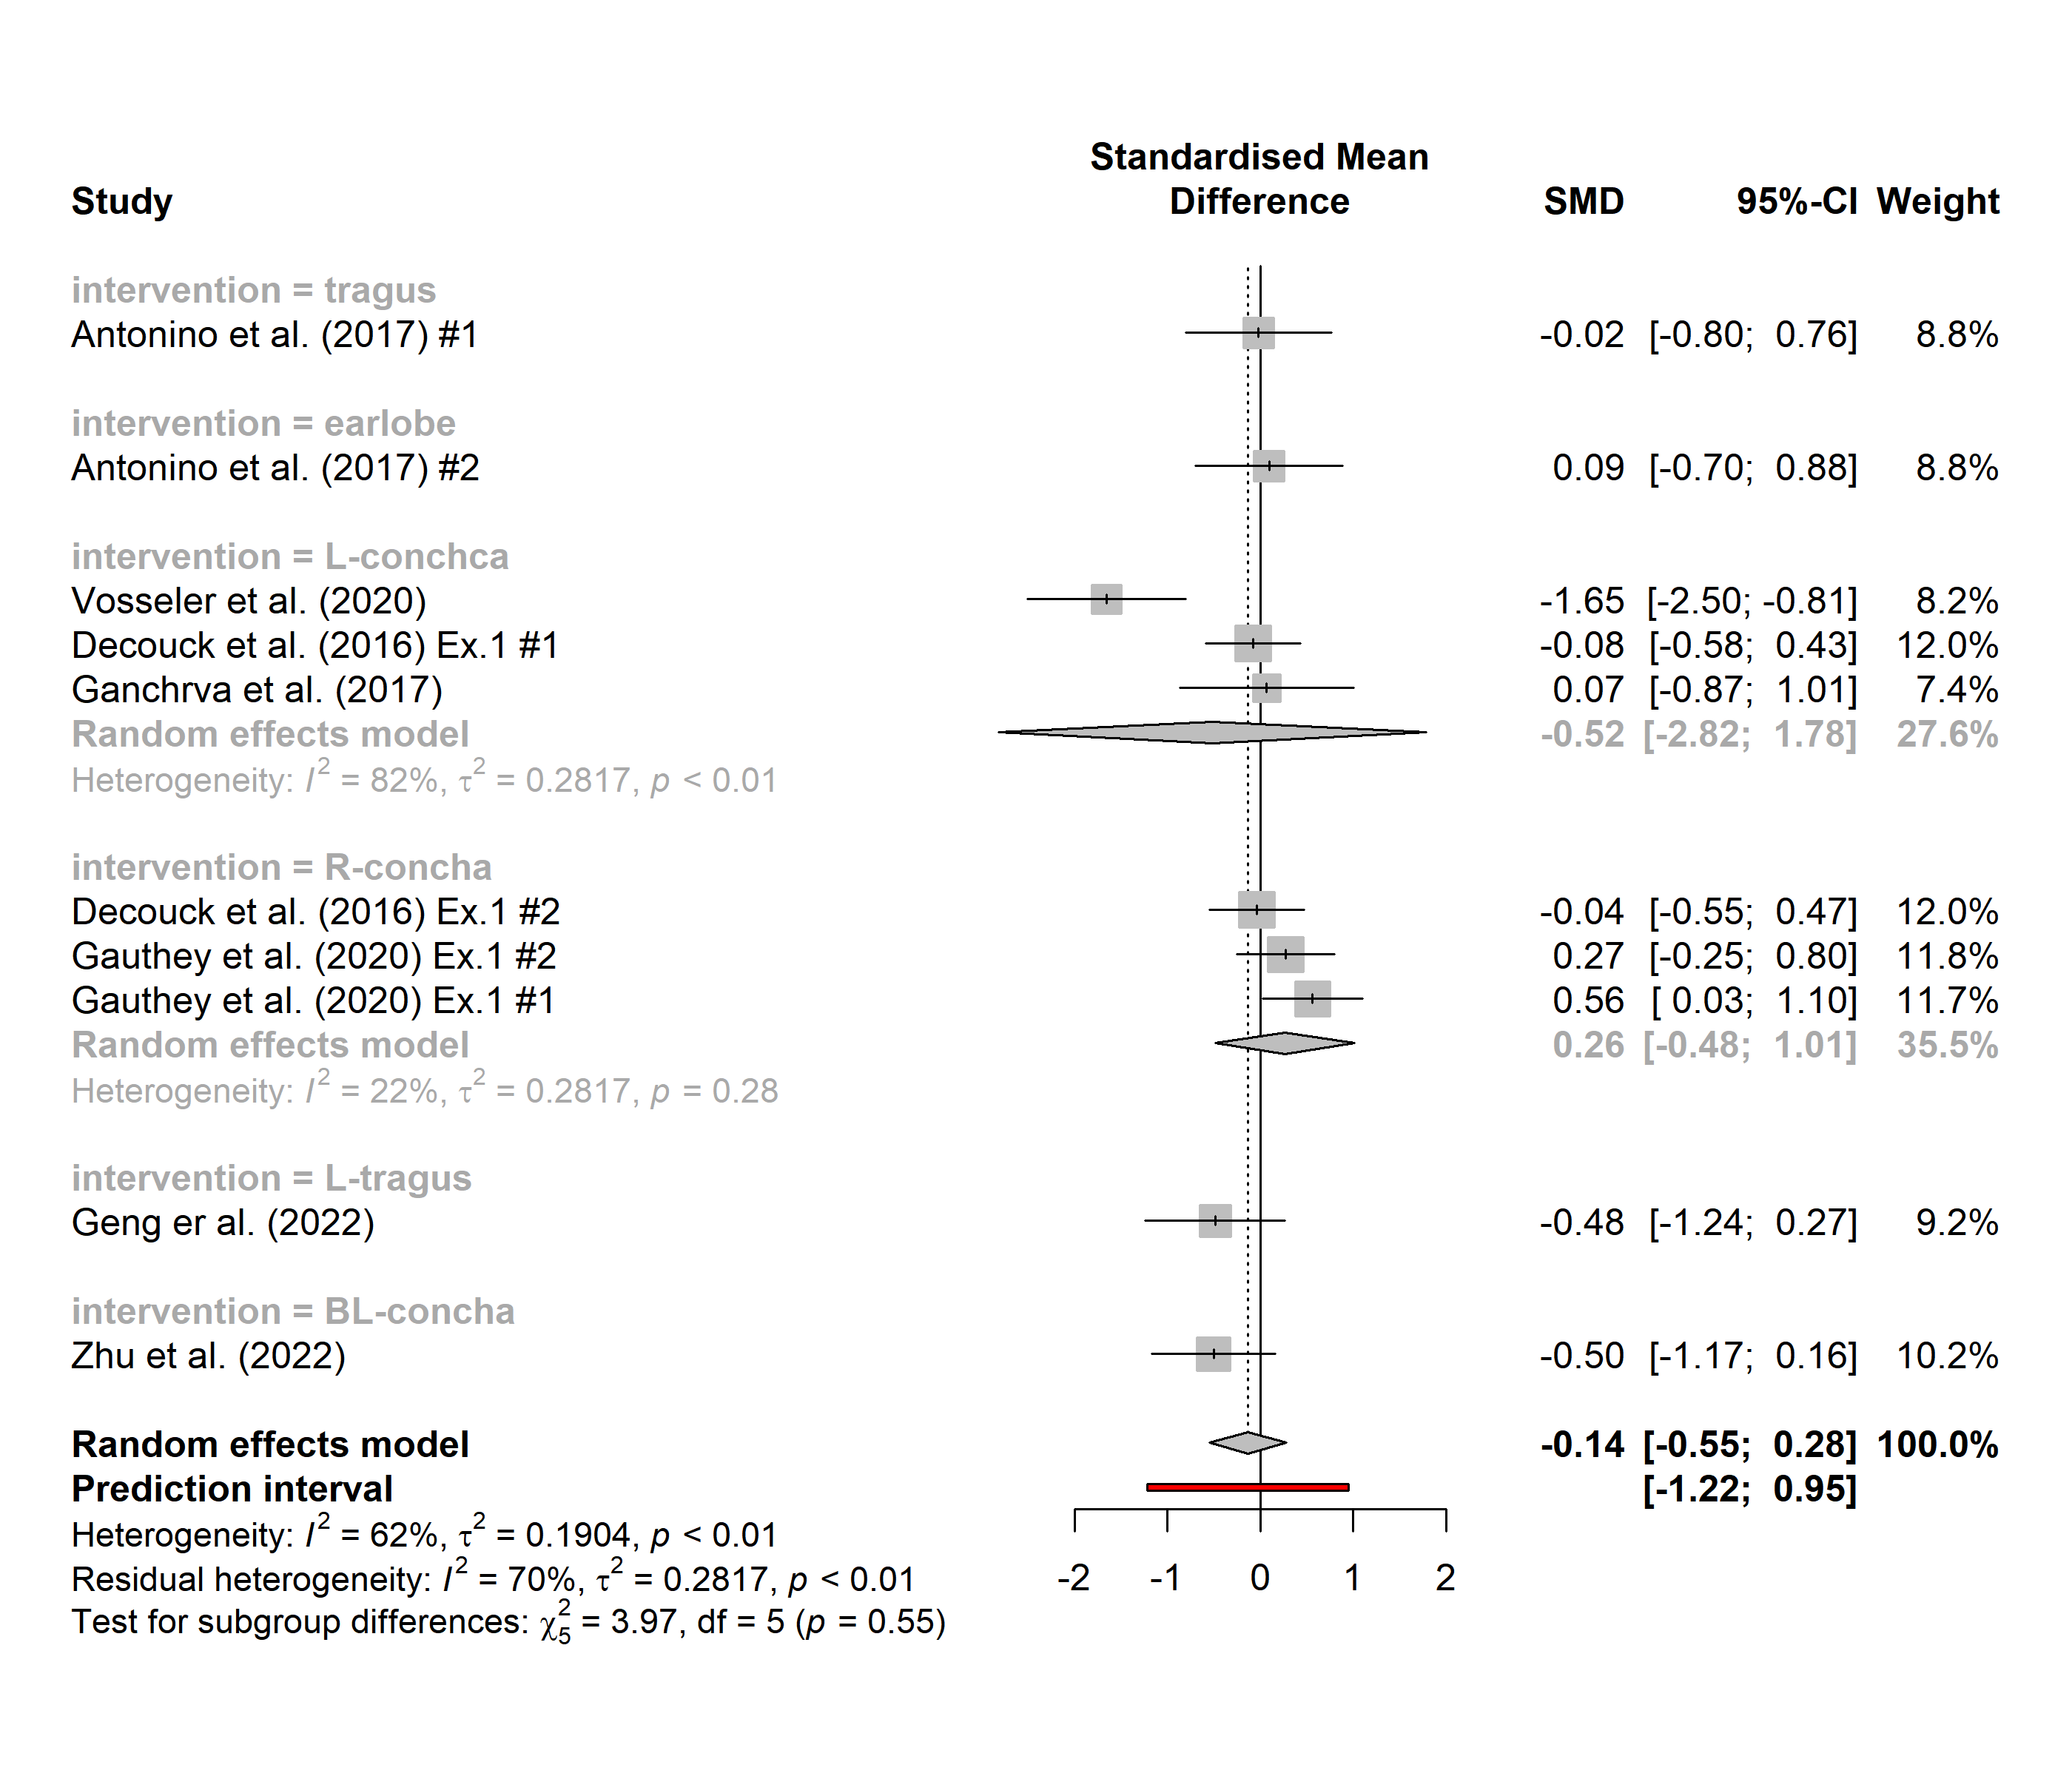 Standardised Mean
Study Difference SMD 95%-CI Weight
intervention = tragus
Antonino et al. (2017) #1 -0.02 [-0.80; 0.76] 8.8%
intervention = earlobe
Antonino et al. (2017) #2 0.09 [-0.70; 0.88] 8.8%
intervention = L-conchca
Vosseler et al. (2020) -1.65 [-2.50; -0.81] 8.2%
Decouck et al. (2016) Ex.1 #1 -0.08 [-0.58; 0.43] 12.0%
Ganchrva et al. (2017) 0.07 [-0.87; 1.01] 7.4%
Random effects model -0.52 [-2.82; 1.78] 27.6%
Heterogeneity: I² = 82%, τ² = 0.2817, p < 0.01
intervention = R-concha
Decouck et al. (2016) Ex.1 #2 -0.04 [-0.55; 0.47] 12.0%
Gauthey et al. (2020) Ex.1 #2 0.27 [-0.25; 0.80] 11.8%
Gauthey et al. (2020) Ex.1 #1 0.56 [ 0.03; 1.10] 11.7%
Random effects model 0.26 [-0.48; 1.01] 35.5%
Heterogeneity: I² = 22%, τ² = 0.2817, p = 0.28
intervention = L-tragus
Geng er al. (2022) -0.48 [-1.24; 0.27] 9.2%
intervention = BL-concha
Zhu et al. (2022) -0.50 [-1.17; 0.16] 10.2%
Random effects model -0.14 [-0.55; 0.28] 100.0%
Prediction interval [-1.22; 0.95]
Heterogeneity: I² = 62%, τ² = 0.1904, p < 0.01
Residual heterogeneity: I² = 70%, τ² = 0.2817, p < 0.01
-2 -1 0 1 2
Test for subgroup differences: χ²₅ = 3.97, df = 5 (p = 0.55)